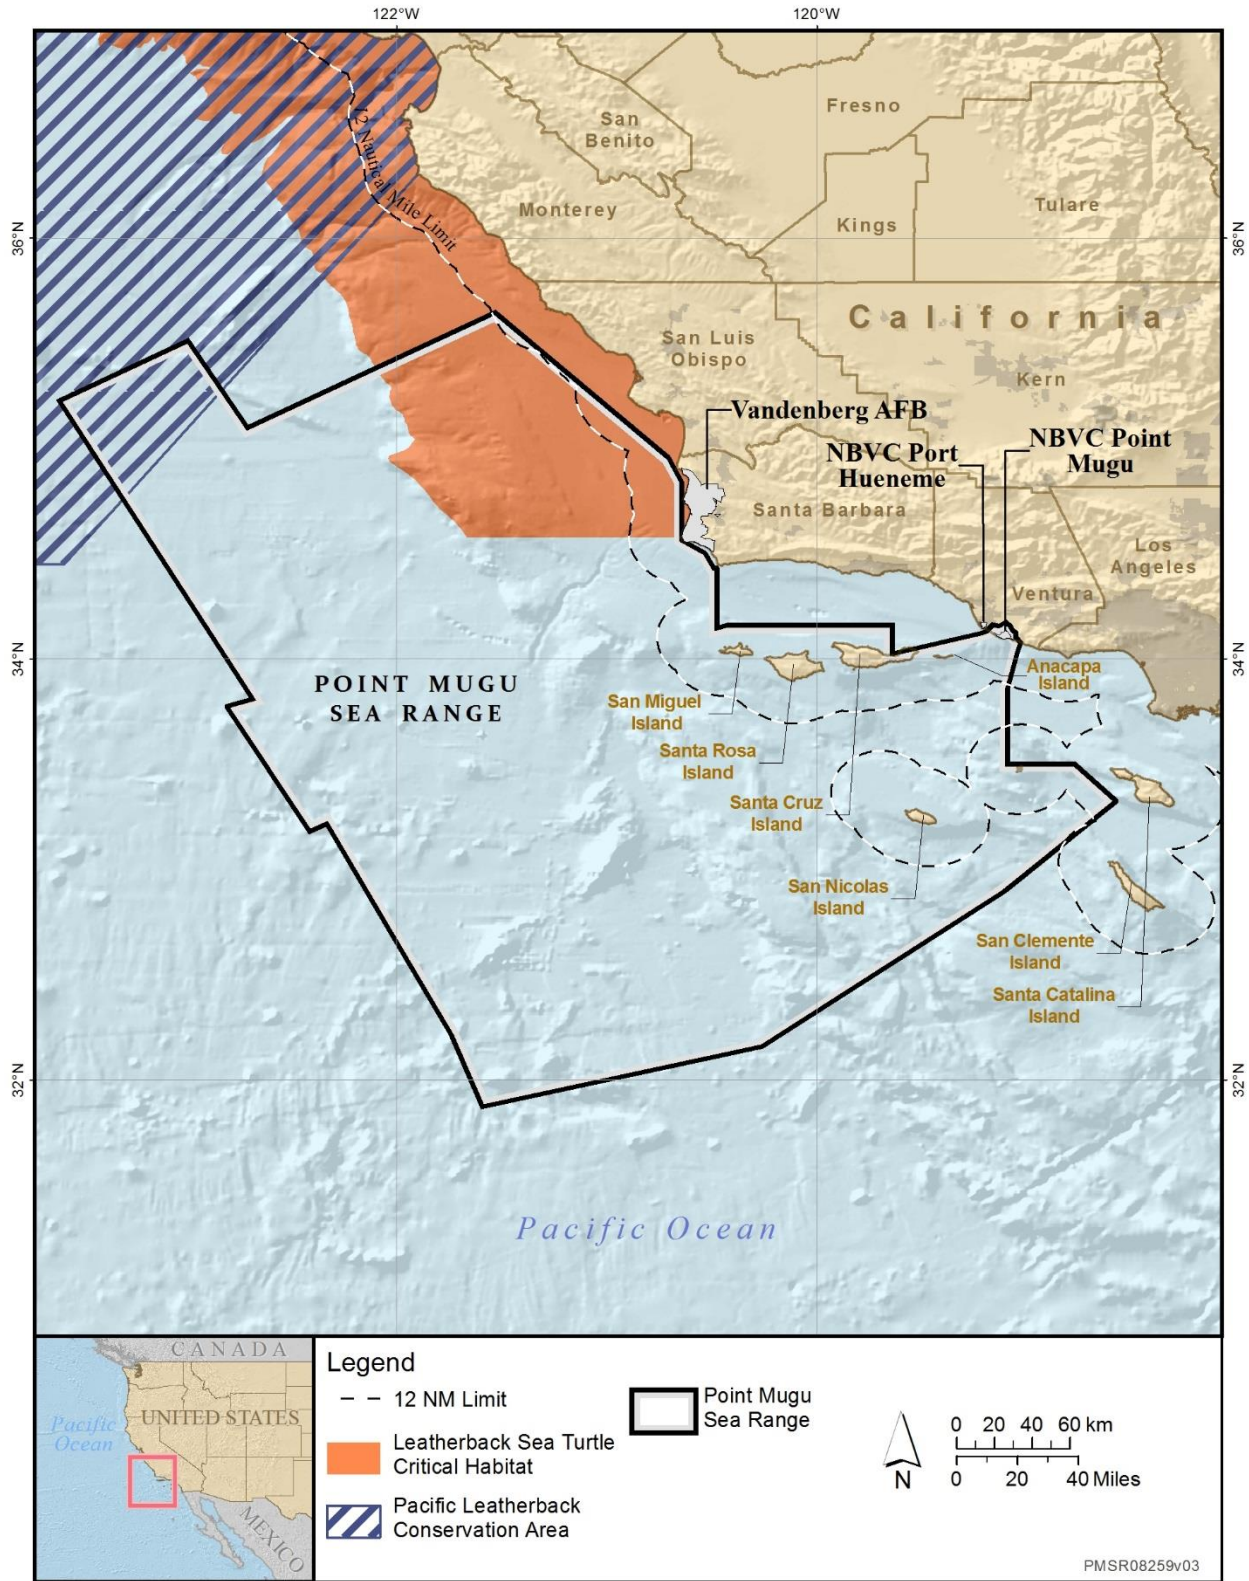 122°W
120°W
36°N
36°N
34°N
34°N
32°N
32°N
12 Nautical Mile Limit
Fresno
San
Benito
Monterey
Kings
Tulare
California
San Luis
Obispo
Kern
Vandenberg AFB
NBVC Port
Hueneme
NBVC Point
Mugu
Santa Barbara
Los
Angeles
Ventura
POINT MUGU
SEA RANGE
Anacapa
Island
San Miguel
Island
Santa Rosa
Island
Santa Cruz
Island
San Nicolas
Island
San Clemente
Island
Santa Catalina
Island
Pacific Ocean
CANADA
UNITED STATES
Pacific
Ocean
MEXICO
Legend
12 NM Limit
Leatherback Sea Turtle
Critical Habitat
Pacific Leatherback
Conservation Area
Point Mugu
Sea Range
N
0 20 40 60 km
0 20 40 Miles
PMSR08259v03